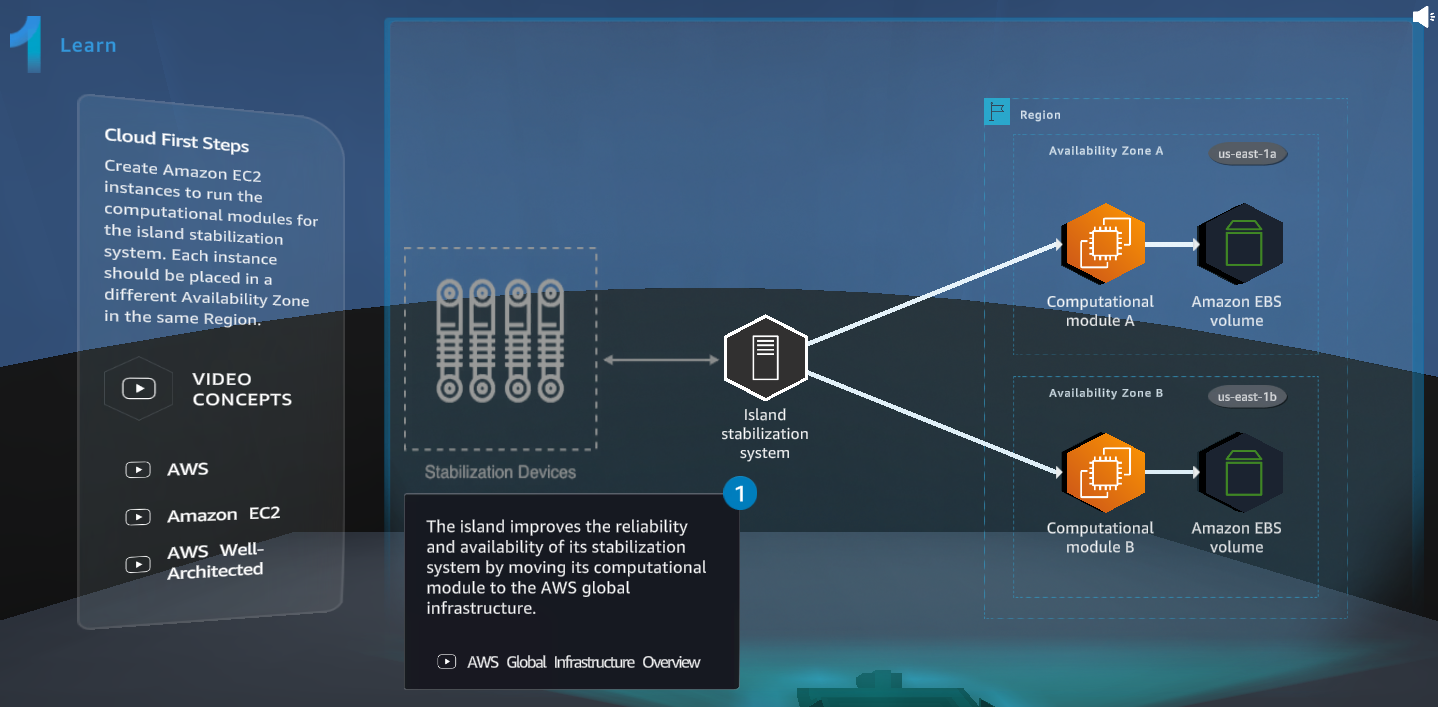 1
Learn
Cloud First Steps
Create Amazon EC2
instances to run the
computational modules for
the island stabilization
system. Each instance
should be placed in a
different Availability Zone
in the same Region.
VIDEO
CONCEPTS
AWS
Amazon EC2
AWS Well-
Architected
Stabilization Devices
1
The island improves the reliability
and availability of its stabilization
system by moving its computational
module to the AWS global
infrastructure.
AWS Global Infrastructure Overview
Island
stabilization
system
Region
Availability Zone A
us-east-1a
Computational
module A
Amazon EBS
volume
Availability Zone B
us-east-1b
Computational
module B
Amazon EBS
volume